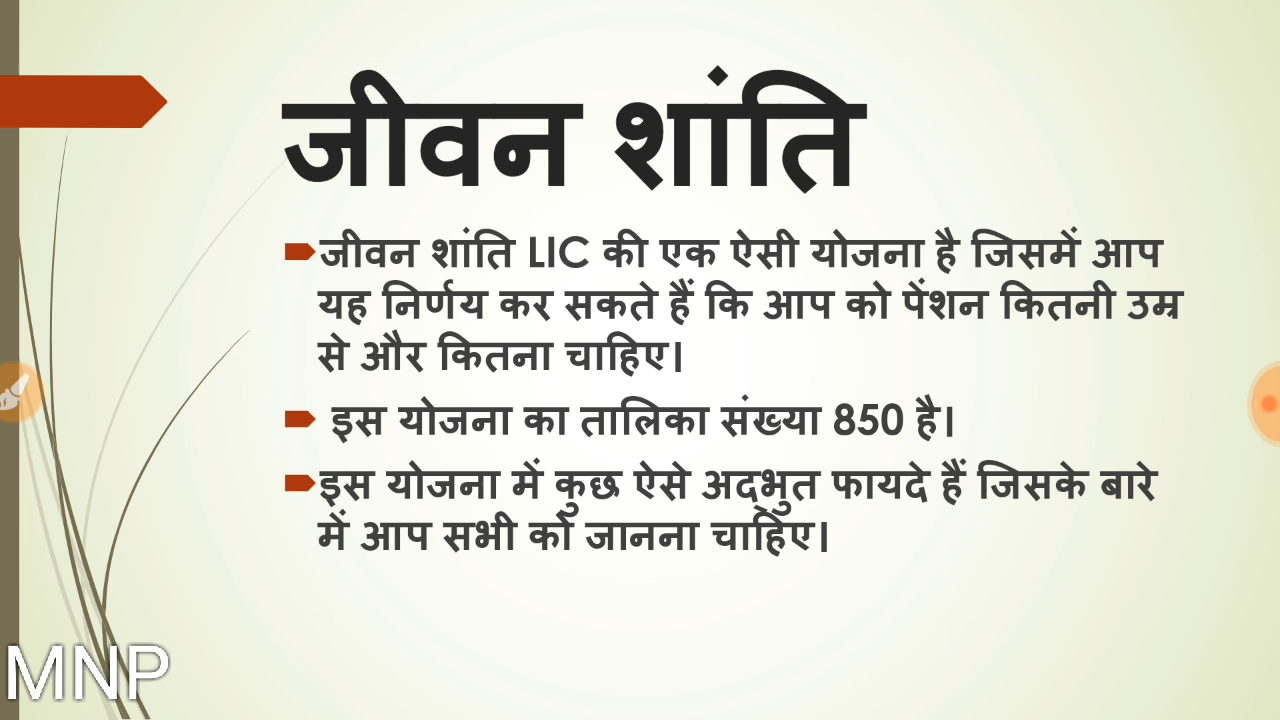 जीवन शांति
जीवन शांति LIC की एक ऐसी योजना है जिसमें आप
यह निर्णय कर सकते हैं कि आप को पेंशन कितनी उम्र
से और कितना चाहिए।
इस योजना का तालिका संख्या 850 है।
इस योजना में कुछ ऐसे अद्भुत फायदे हैं जिसके बारे
में आप सभी को जानना चाहिए।
MNP